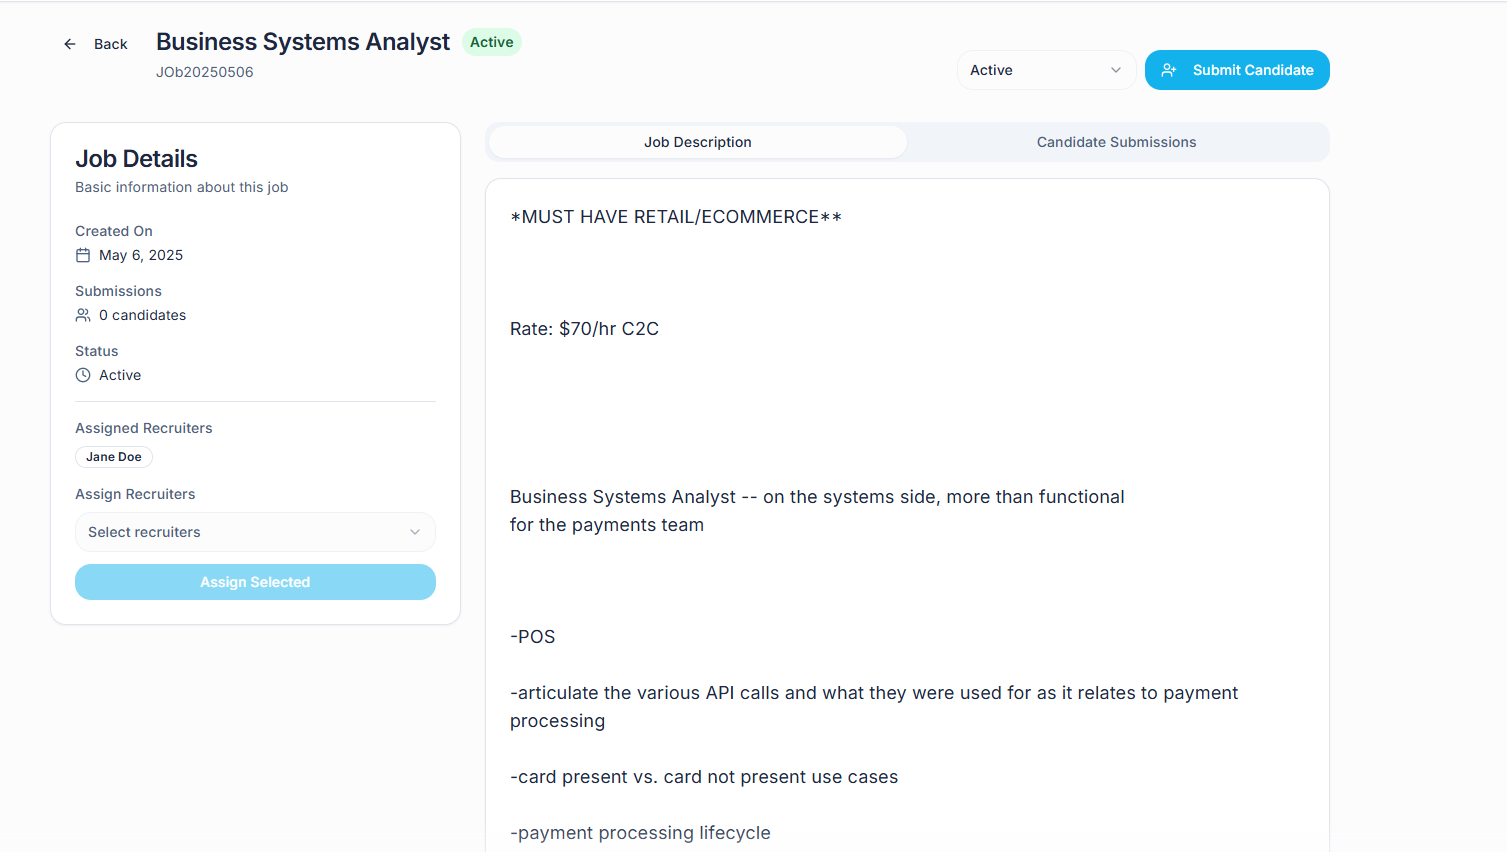 Back
Business Systems Analyst
Active
JOb20250506
Active
Submit Candidate
Job Details
Basic information about this job
Created On
May 6, 2025
Submissions
0 candidates
Status
Active
Assigned Recruiters
Jane Doe
Assign Recruiters
Select recruiters
Assign Selected
Job Description
Candidate Submissions
*MUST HAVE RETAIL/ECOMMERCE**
Rate: $70/hr C2C
Business Systems Analyst -- on the systems side, more than functional
for the payments team
-POS
-articulate the various API calls and what they were used for as it relates to payment
processing
-card present vs. card not present use cases
-payment processing lifecycle